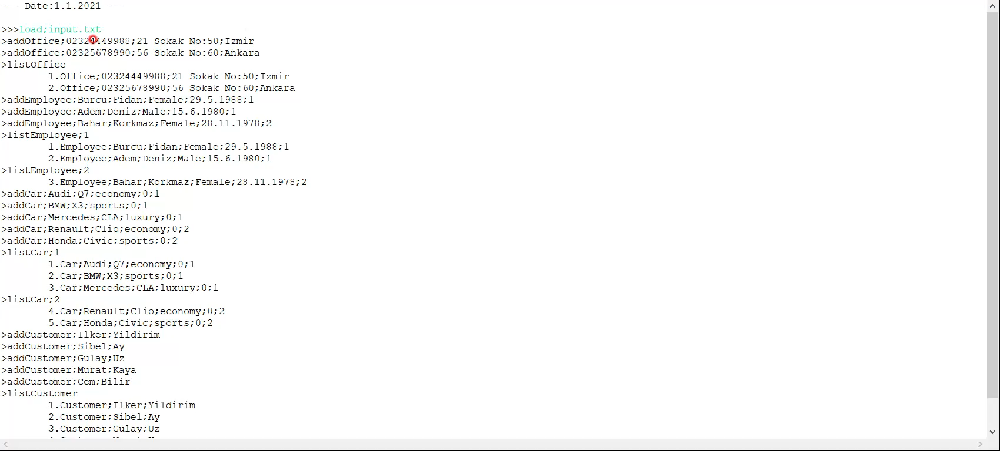 --- Date:1.1.2021 ---
>>>load;input.txt
>addOffice;02324449988;21 Sokak No:50;Izmir
>addOffice;02325678990;56 Sokak No:60;Ankara
>listOffice
1.Office;02324449988;21 Sokak No:50;Izmir
2.Office;02325678990;56 Sokak No:60;Ankara
>addEmployee;Burcu;Fidan;Female;29.5.1988;1
>addEmployee;Adem;Deniz;Male;15.6.1980;1
>addEmployee;Bahar;Korkmaz;Female;28.11.1978;2
>listEmployee;1
1.Employee;Burcu;Fidan;Female;29.5.1988;1
2.Employee;Adem;Deniz;Male;15.6.1980;1
>listEmployee;2
3.Employee;Bahar;Korkmaz;Female;28.11.1978;2
>addCar;Audi;Q7;economy;0;1
>addCar;BMW;X3;sports;0;1
>addCar;Mercedes;CLA;luxury;0;1
>addCar;Renault;Clio;economy;0;2
>addCar;Honda;Civic;sports;0;2
>listCar;1
1.Car;Audi;Q7;economy;0;1
2.Car;BMW;X3;sports;0;1
3.Car;Mercedes;CLA;luxury;0;1
>listCar;2
4.Car;Renault;Clio;economy;0;2
5.Car;Honda;Civic;sports;0;2
>addCustomer;Ilker;Yildirim
>addCustomer;Sibel;Ay
>addCustomer;Gulay;Uz
>addCustomer;Murat;Kaya
>addCustomer;Cem;Bilir
>listCustomer
1.Customer;Ilker;Yildirim
2.Customer;Sibel;Ay
3.Customer;Gulay;Uz